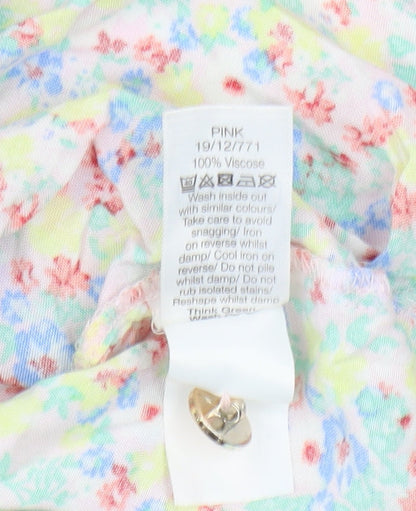 PINK
19/12/771
100% Viscose
Wash inside out
with similar colours/
Take care to avoid
snagging/ Iron
on reverse whilst
damp/ Cool Iron on
reverse/ Do not pile
whilst damp/ Do not
rub isolated stains/
Reshape whilst damp
Think Green/
Wash